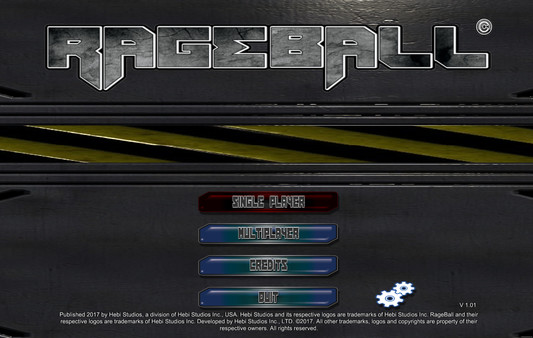 RAGEBALL ©
SINGLE PLAYER
MULTIPLAYER
CREDITS
QUIT
V 1.01
Published 2017 by Hebi Studios, a division of Hebi Studios Inc., USA. Hebi Studios and its respective logos are trademarks of Hebi Studios Inc. RageBall and their
respective logos are trademarks of Hebi Studios Inc. Developed by Hebi Studios Inc., LTD. ©2017. All other trademarks, logos and copyrights are property of their
respective owners. All rights reserved.